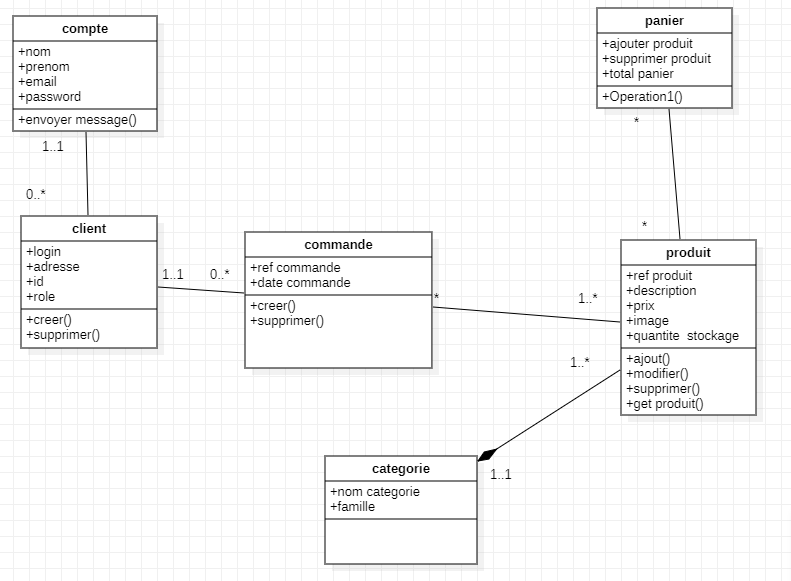 compte
+nom
+prenom
+email
+password
+envoyer message()
1..1
0..*
client
+login
+adresse
+id
+role
+creer()
+supprimer()
1..1
0..*
commande
+ref commande
+date commande
+creer()
+supprimer()
*
1..*
panier
+ajouter produit
+supprimer produit
+total panier
+Operation1()
*
*
produit
+ref produit
+description
+prix
+image
+quantite  stockage
+ajout()
+modifier()
+supprimer()
+get produit()
1..*
1..1
categorie
+nom categorie
+famille